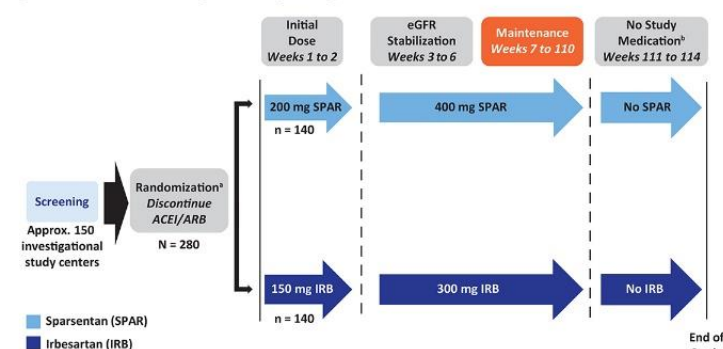 Initial
Dose
Weeks 1 to 2
eGFR
Stabilization
Weeks 3 to 6
Maintenance
Weeks 7 to 110
No Study
Medicationᵇ
Weeks 111 to 114
200 mg SPAR
400 mg SPAR
No SPAR
n = 140
Screening
Approx. 150
investigational
study centers
Randomizationᵃ
Discontinue
ACEI/ARB
N = 280
150 mg IRB
300 mg IRB
No IRB
n = 140
Sparsentan (SPAR)
Irbesartan (IRB)
End of